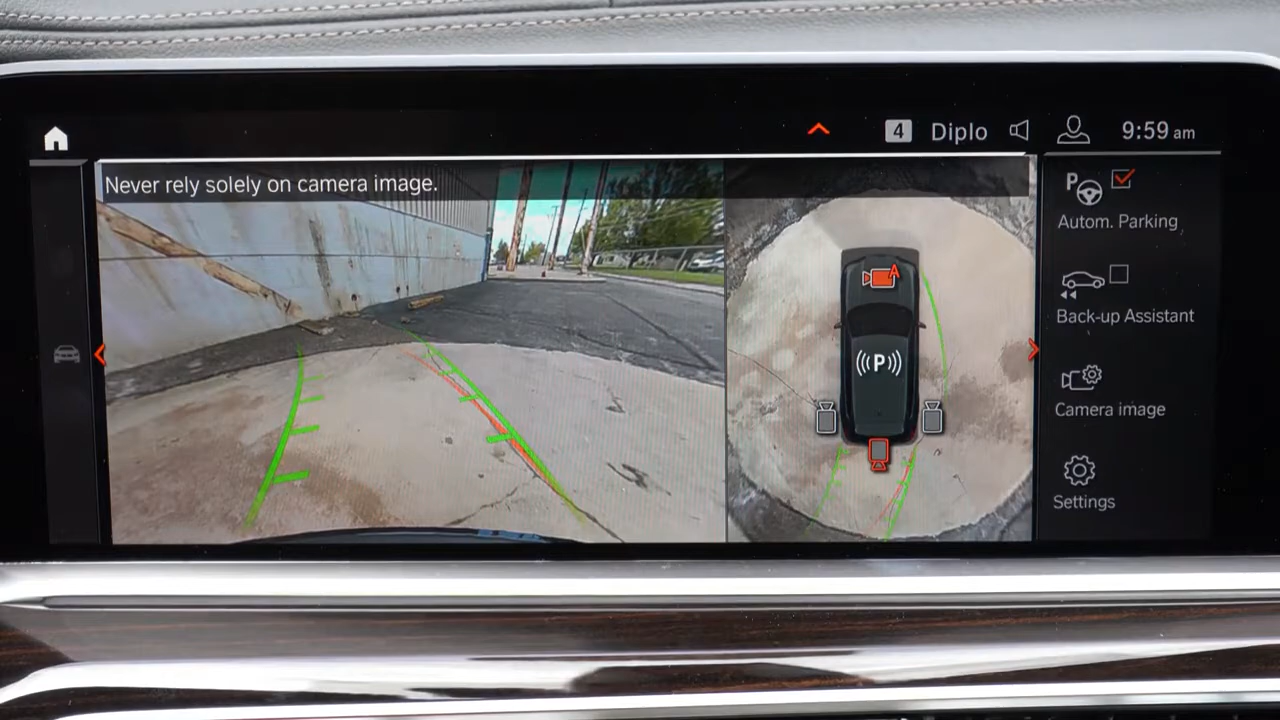 4 Diplo 9:59 am
Never rely solely on camera image.
P
Autom. Parking
A
Back-up Assistant
((P))
Camera image
Settings